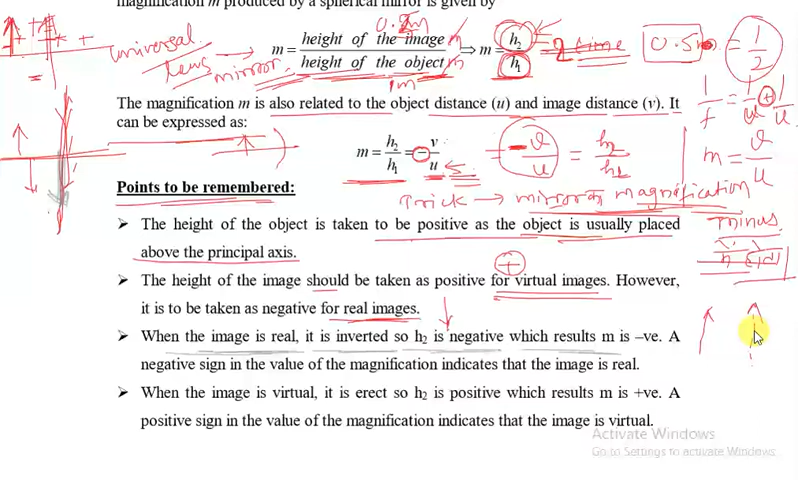 magnification m produced by a spherical mirror is given by
0.5m
universal
lens mirror
m = height of the image / height of the object ⇒ m = h₂ / h₁
m
m
1m
2 time
0.5 = 1/2
The magnification m is also related to the object distance (u) and image distance (v). It
can be expressed as:
m = h₂/h₁ = − v/u
-v/u = h₂/h₁
m = v/u
Trick → mirror का magnification
minus
The height of the object is taken to be positive as the object is usually placed
above the principal axis.
Points to be remembered:
The height of the image should be taken as positive for virtual images. However,
it is to be taken as negative for real images.
When the image is real, it is inverted so h₂ is negative which results m is –ve. A
negative sign in the value of the magnification indicates that the image is real.
When the image is virtual, it is erect so h₂ is positive which results m is +ve. A
positive sign in the value of the magnification indicates that the image is virtual.
Activate Windows
Go to Settings to activate Windows.